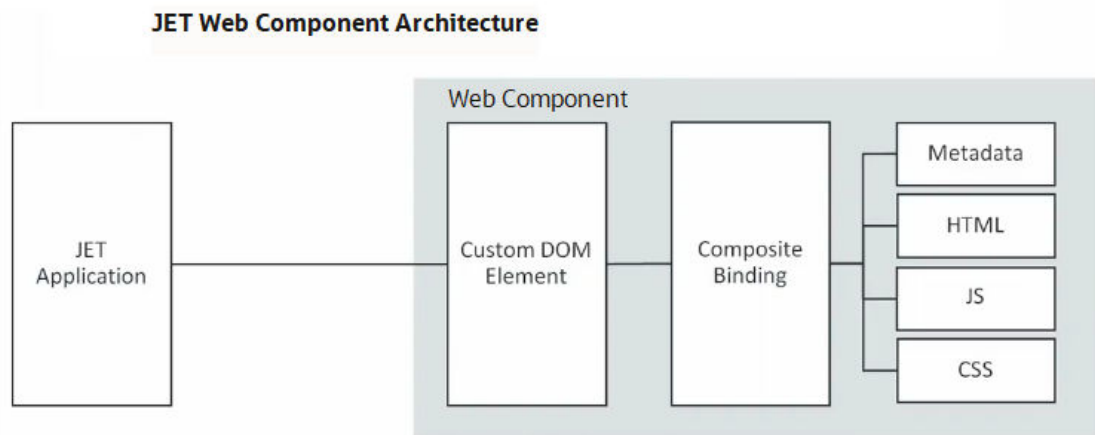 JET Web Component Architecture
Web Component
JET
Application
Custom DOM
Element
Composite
Binding
Metadata
HTML
JS
CSS